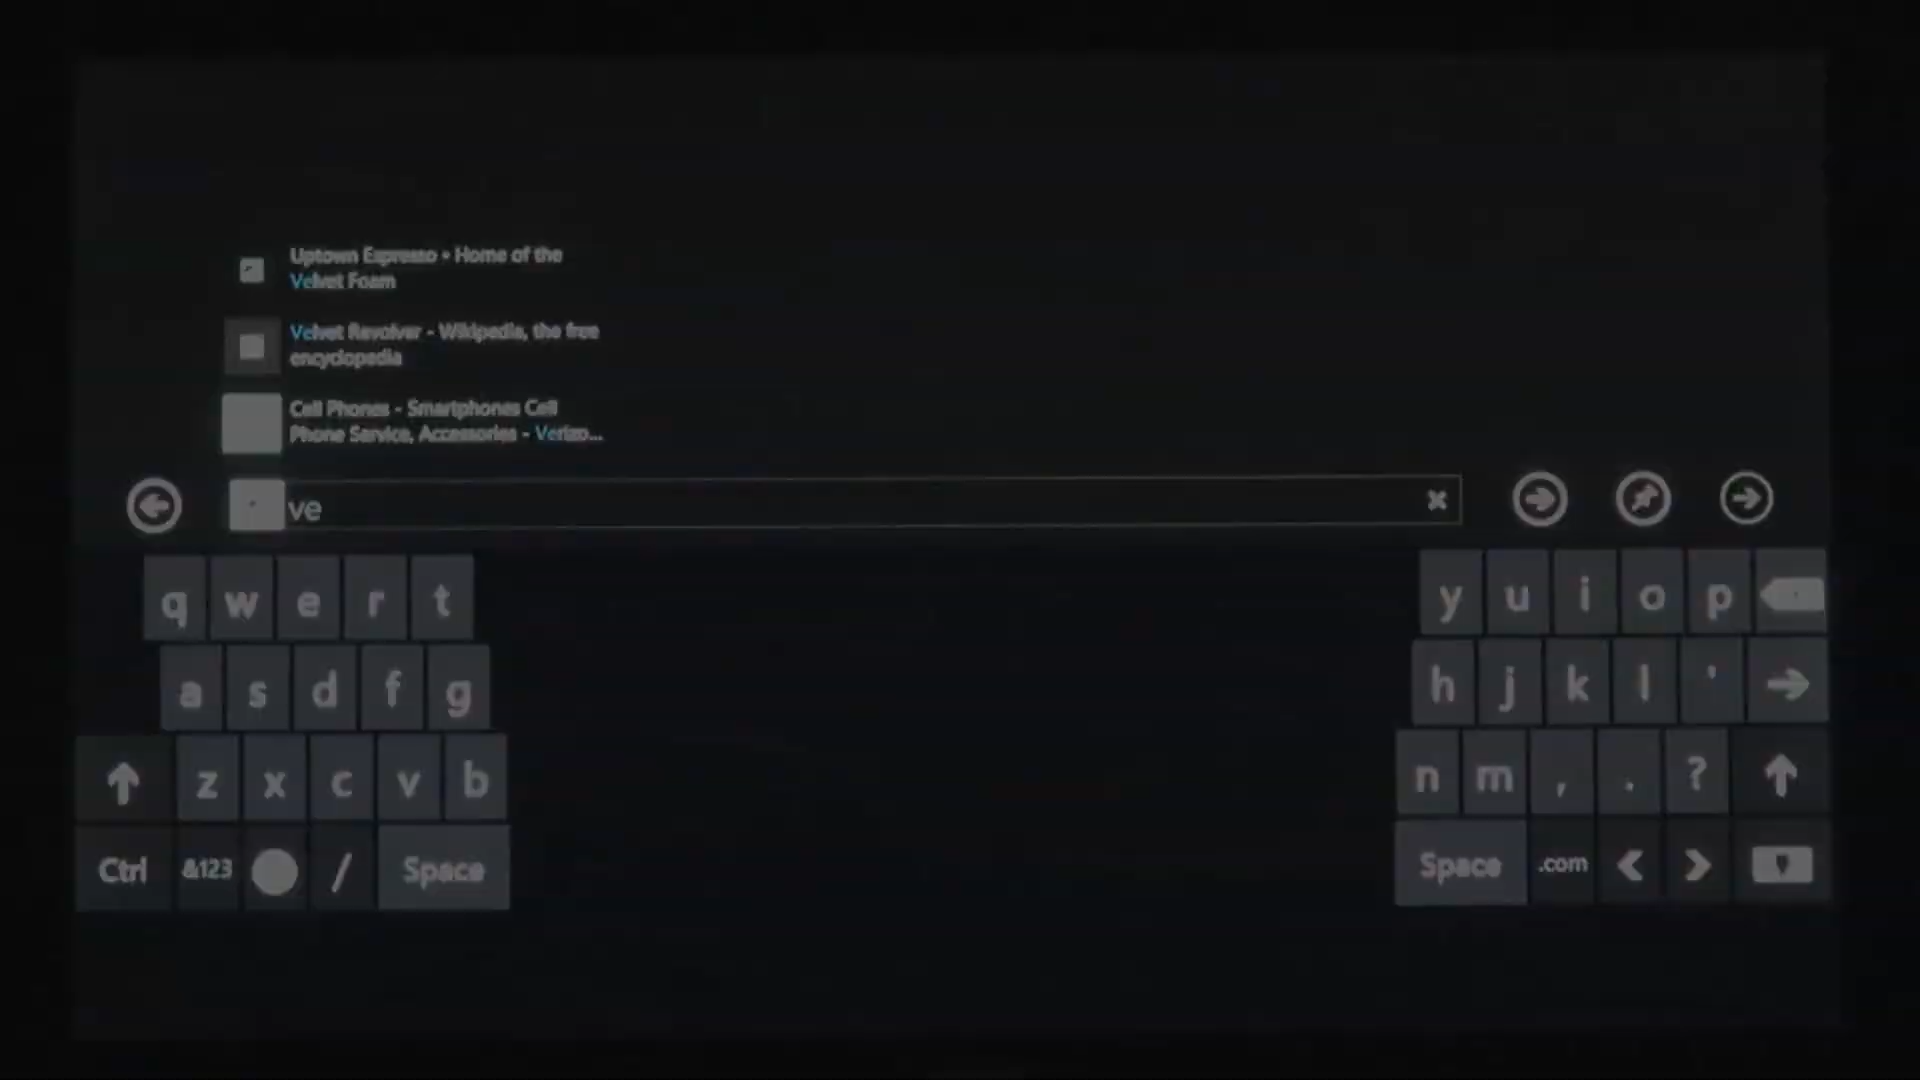 Uptown Espresso - Home of the
Velvet Foam
Velvet Revolver - Wikipedia, the free
encyclopedia
Cell Phones - Smartphones Cell
Phone Service, Accessories - Verizo...
ve
q w e r t
y u i o p
a s d f g
h j k l '
z x c v b
n m , . ?
Ctrl &123 / Space
Space .com < >